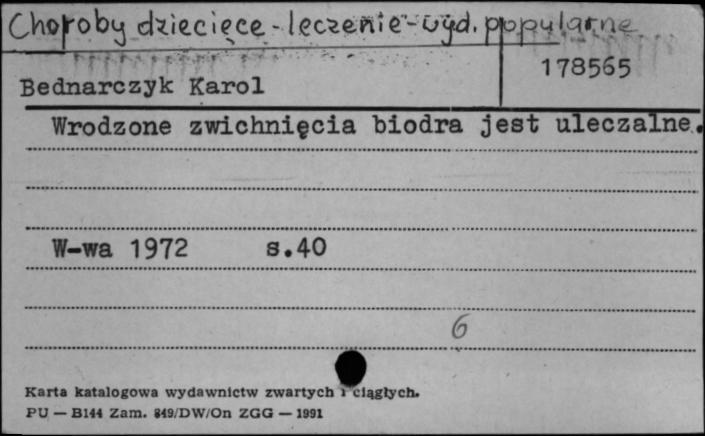 Choroby dziecięce - leczenie - wyd. popularne
178565
Bednarczyk Karol
Wrodzone zwichnięcia biodra jest uleczalne.
W-wa 1972 s.40
6
Karta katalogowa wydawnictw zwartych i ciągłych.
PU — B144 Zam. 849/DW/On ZGG — 1991